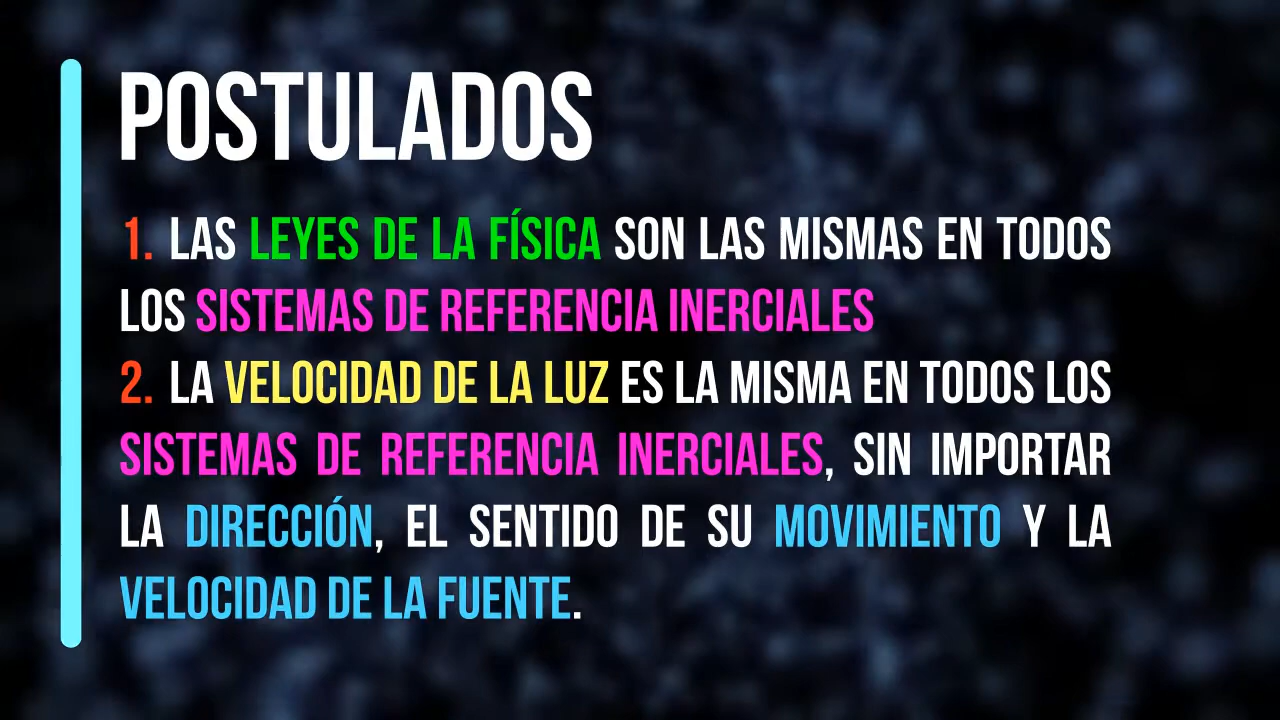 POSTULADOS
1. LAS LEYES DE LA FÍSICA SON LAS MISMAS EN TODOS
LOS SISTEMAS DE REFERENCIA INERCIALES
2. LA VELOCIDAD DE LA LUZ ES LA MISMA EN TODOS LOS
SISTEMAS DE REFERENCIA INERCIALES, SIN IMPORTAR
LA DIRECCIÓN, EL SENTIDO DE SU MOVIMIENTO Y LA
VELOCIDAD DE LA FUENTE.